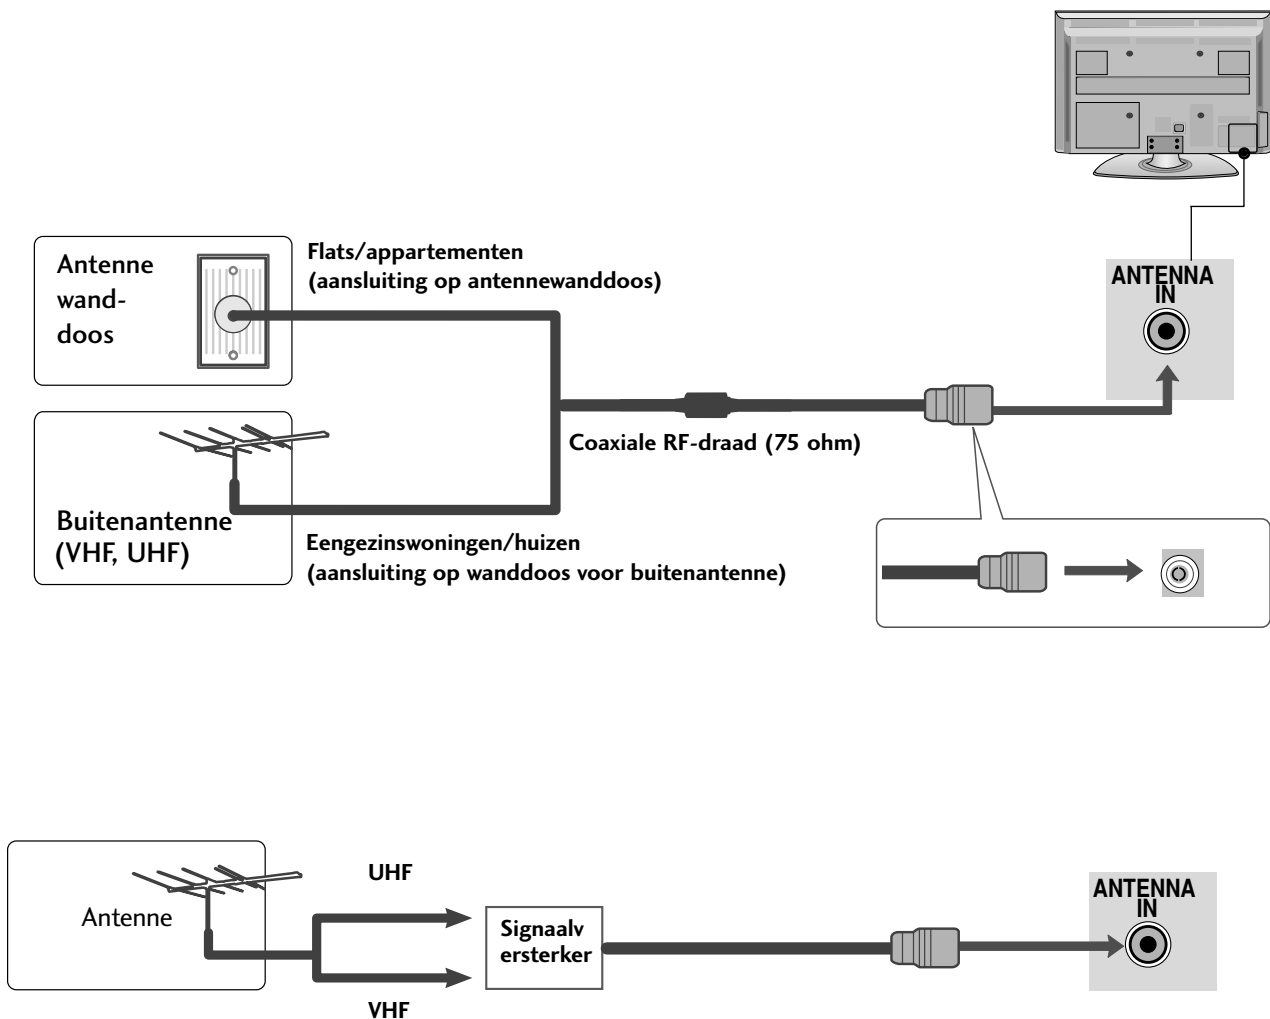 Antenne
wand-
doos
Flats/appartementen
(aansluiting op antennewanddoos)
ANTENNA
IN
Coaxiale RF-draad (75 ohm)
Buitenantenne
(VHF, UHF)
Eengezinswoningen/huizen
(aansluiting op wanddoos voor buitenantenne)
Antenne
UHF
VHF
Signaalv
ersterker
ANTENNA
IN